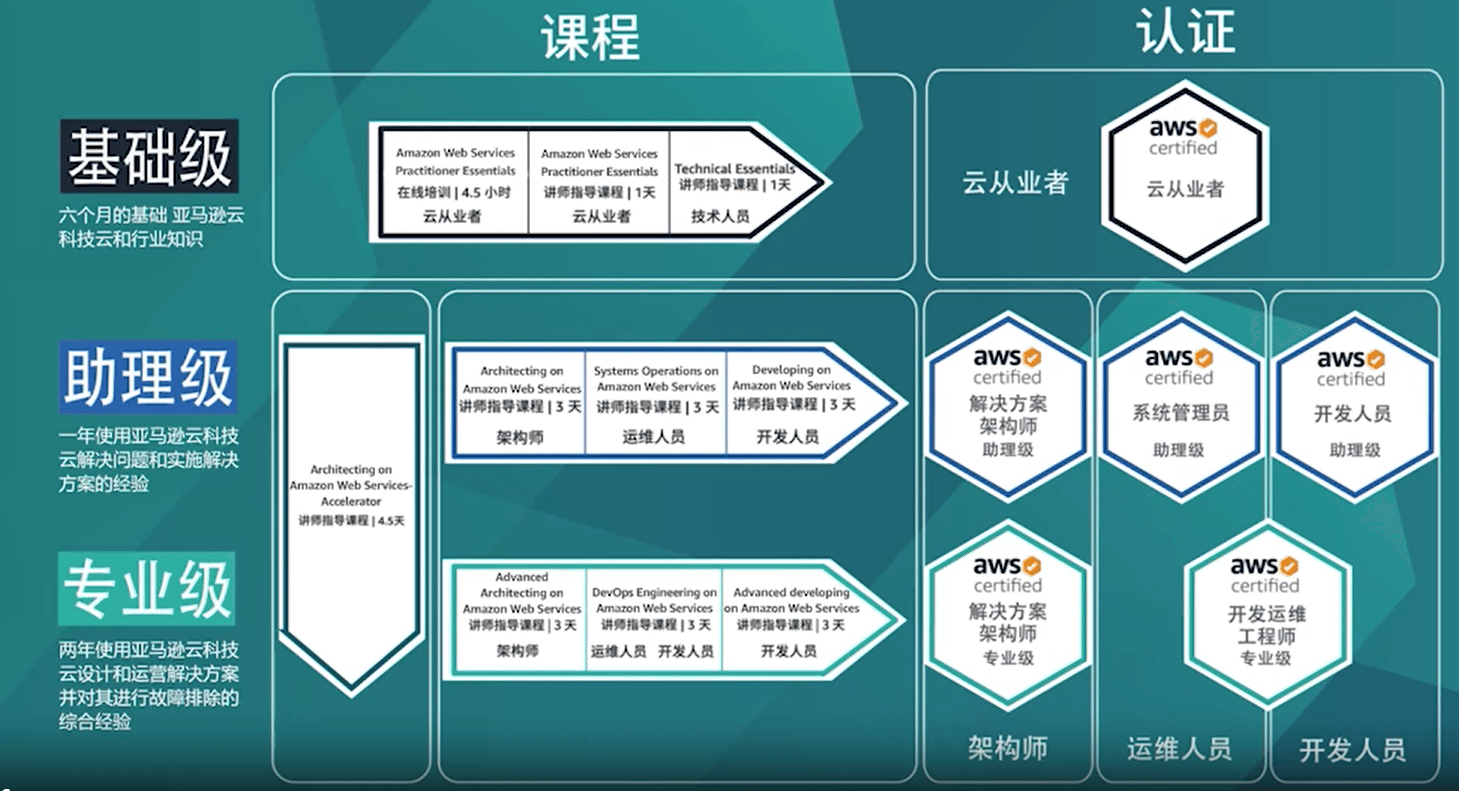 课程
认证
基础级
六个月的基础 亚马逊云
科技云和行业知识
Amazon Web Services
Practitioner Essentials
在线培训 | 4.5 小时
云从业者
Amazon Web Services
Practitioner Essentials
讲师指导课程 | 1天
云从业者
Technical Essentials
讲师指导课程 | 1天
技术人员
云从业者
aws
certified
云从业者
助理级
一年使用亚马逊云科技
云解决问题和实施解决
方案的经验
Architecting on
Amazon Web Services-
Accelerator
讲师指导课程 | 4.5天
Architecting on
Amazon Web Services
讲师指导课程 | 3 天
架构师
Systems Operations on
Amazon Web Services
讲师指导课程 | 3 天
运维人员
Developing on
Amazon Web Services
讲师指导课程 | 3 天
开发人员
aws
certified
解决方案
架构师
助理级
aws
certified
系统管理员
助理级
aws
certified
开发人员
助理级
专业级
两年使用亚马逊云科技
云设计和运营解决方案
并对其进行故障排除的
综合经验
Advanced
Architecting on
Amazon Web Services
讲师指导课程 | 3 天
架构师
DevOps Engineering on
Amazon Web Services
讲师指导课程 | 3 天
运维人员 开发人员
Advanced developing
on Amazon Web Services
讲师指导课程 | 3 天
开发人员
aws
certified
解决方案
架构师
专业级
aws
certified
开发运维
工程师
专业级
架构师
运维人员
开发人员